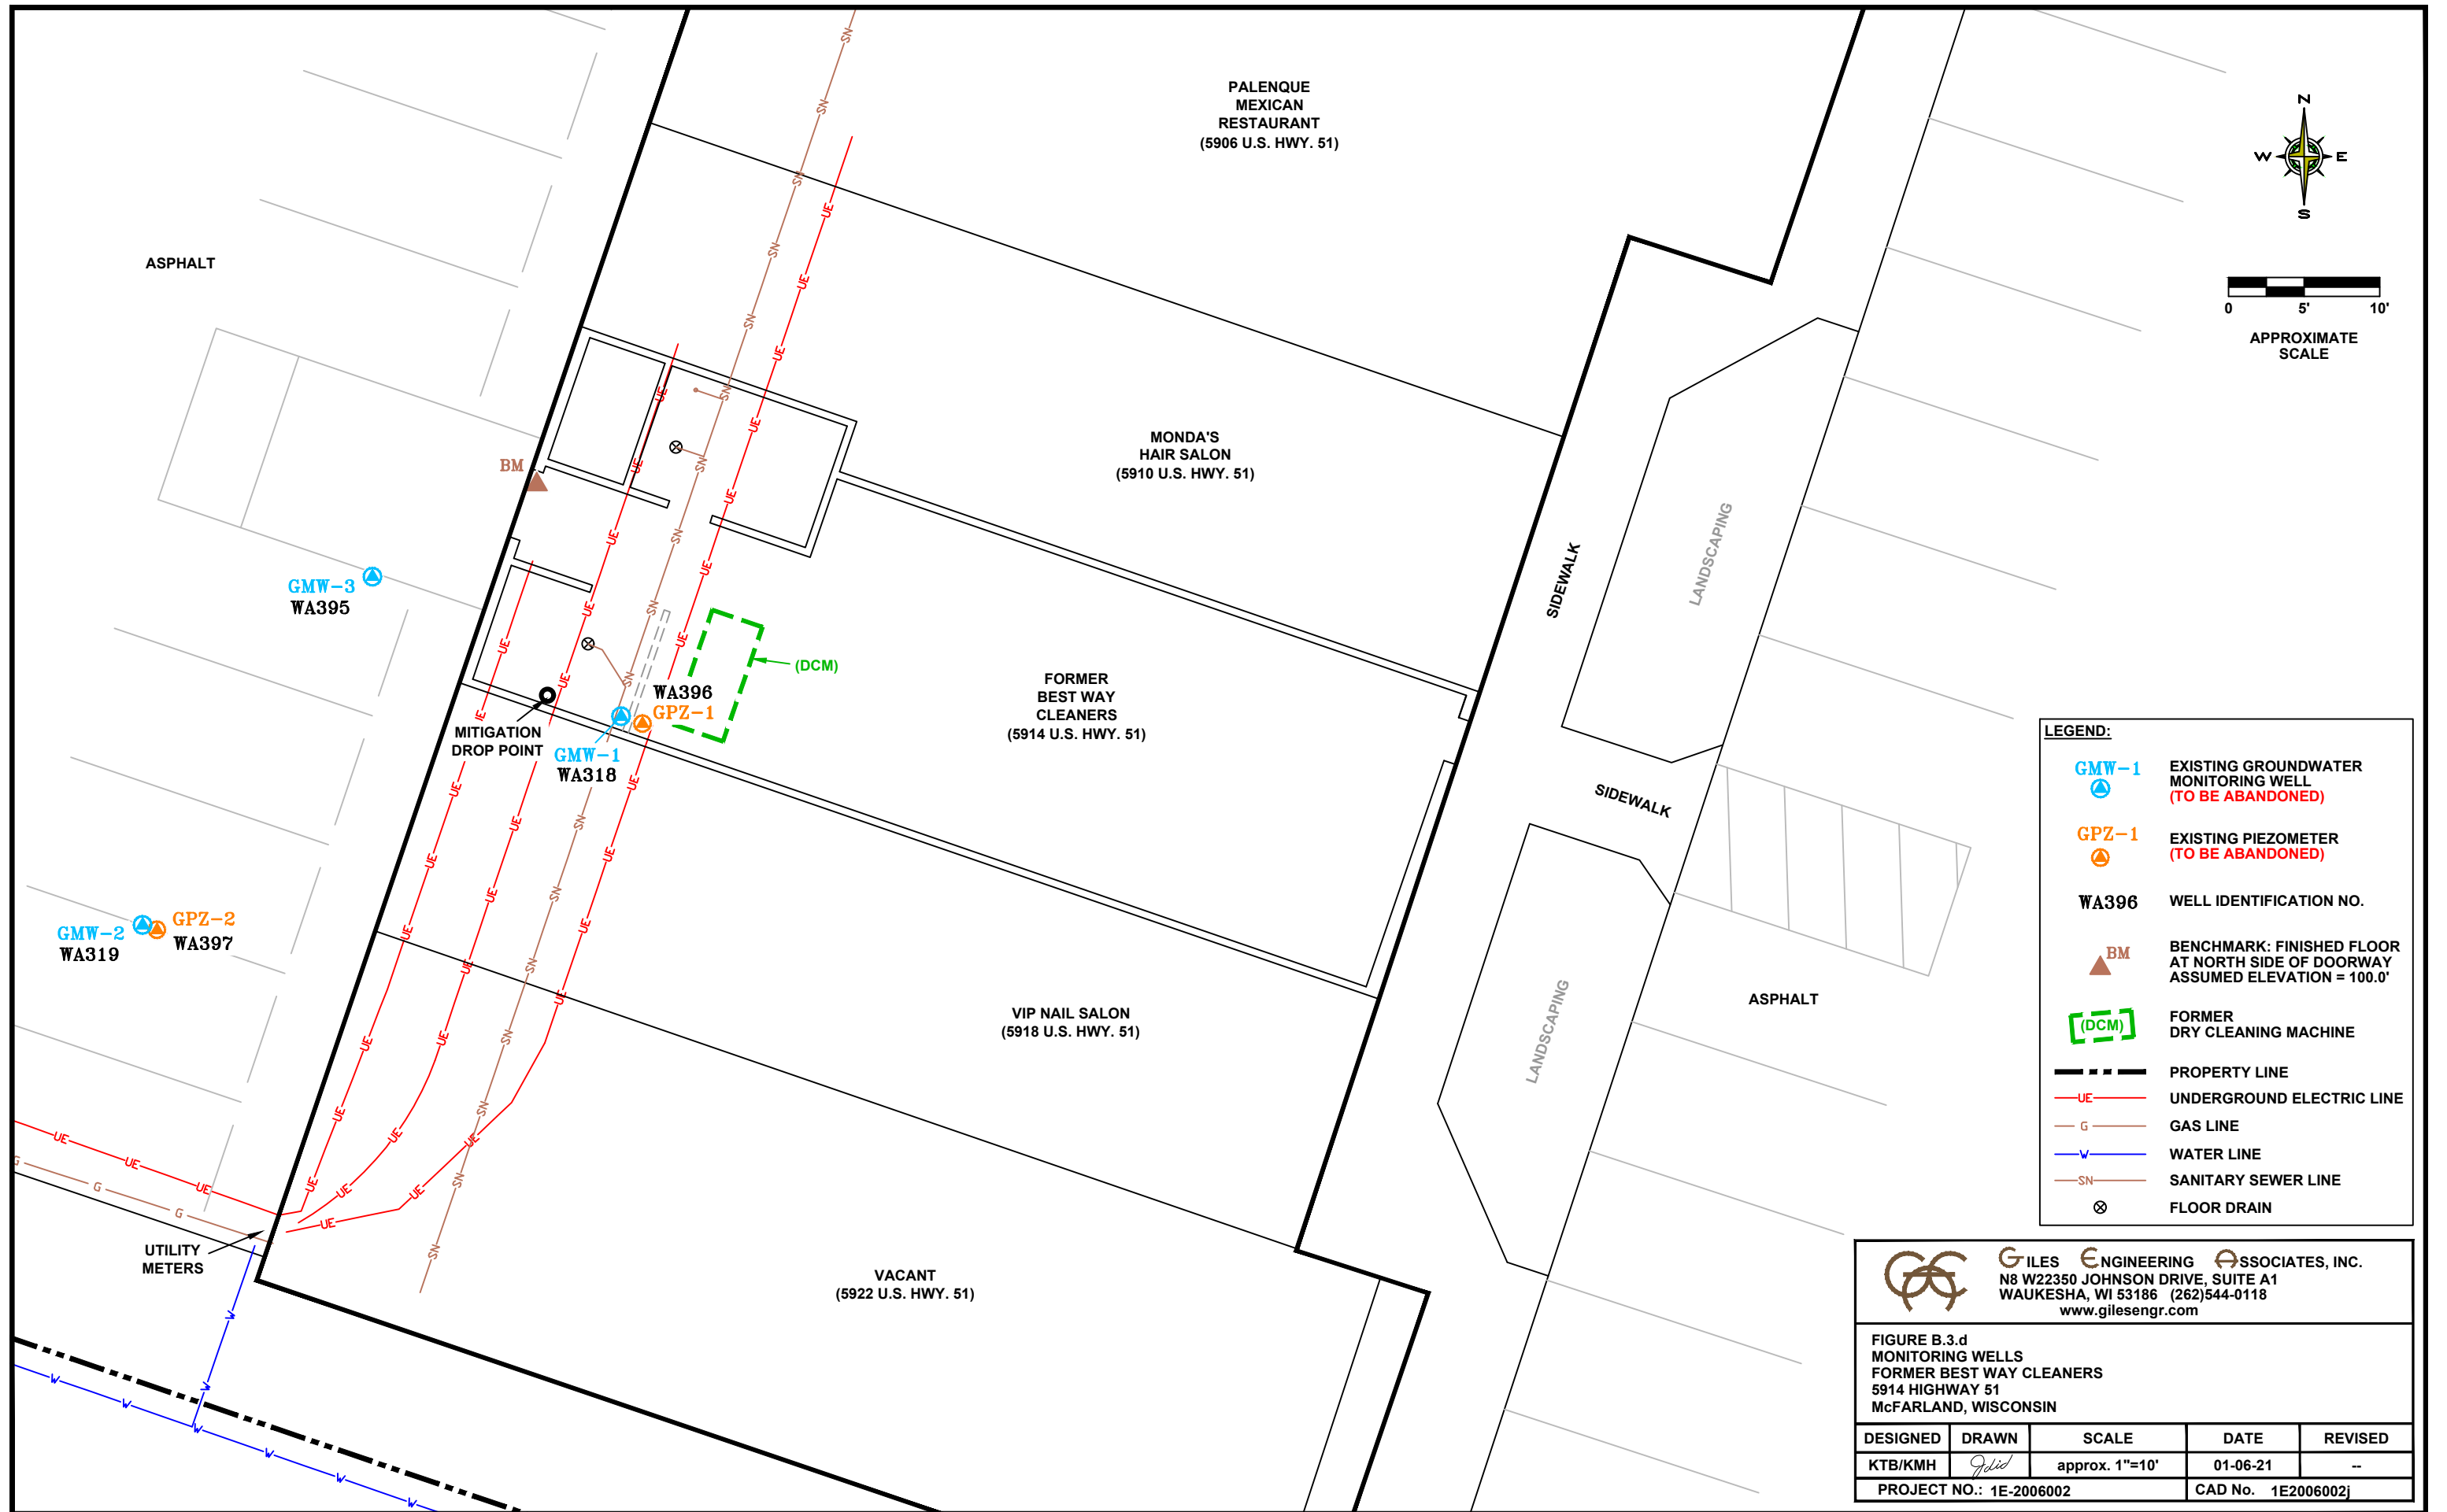 PALENQUE
MEXICAN
RESTAURANT
(5906 U.S. HWY. 51)
N
W E
S
0 5' 10'
APPROXIMATE
SCALE
ASPHALT
MONDA'S
HAIR SALON
(5910 U.S. HWY. 51)
BM
SIDEWALK
LANDSCAPING
GMW-3
WA395
(DCM)
FORMER
BEST WAY
CLEANERS
(5914 U.S. HWY. 51)
WA396
GPZ-1
MITIGATION
DROP POINT
GMW-1
WA318
SIDEWALK
GMW-2
WA319
GPZ-2
WA397
VIP NAIL SALON
(5918 U.S. HWY. 51)
LANDSCAPING
ASPHALT
UTILITY
METERS
VACANT
(5922 U.S. HWY. 51)
UE
SN
G
W
LEGEND:
GMW-1 EXISTING GROUNDWATER
MONITORING WELL
(TO BE ABANDONED)
GPZ-1 EXISTING PIEZOMETER
(TO BE ABANDONED)
WA396 WELL IDENTIFICATION NO.
BM BENCHMARK: FINISHED FLOOR
AT NORTH SIDE OF DOORWAY
ASSUMED ELEVATION = 100.0'
(DCM) FORMER
DRY CLEANING MACHINE
PROPERTY LINE
UE UNDERGROUND ELECTRIC LINE
G GAS LINE
W WATER LINE
SN SANITARY SEWER LINE
FLOOR DRAIN
GILES ENGINEERING ASSOCIATES, INC.
N8 W22350 JOHNSON DRIVE, SUITE A1
WAUKESHA, WI 53186 (262)544-0118
www.gilesengr.com
FIGURE B.3.d
MONITORING WELLS
FORMER BEST WAY CLEANERS
5914 HIGHWAY 51
McFARLAND, WISCONSIN
DESIGNED DRAWN SCALE DATE REVISED
KTB/KMH approx. 1"=10' 01-06-21 --
PROJECT NO.: 1E-2006002 CAD No. 1E2006002j